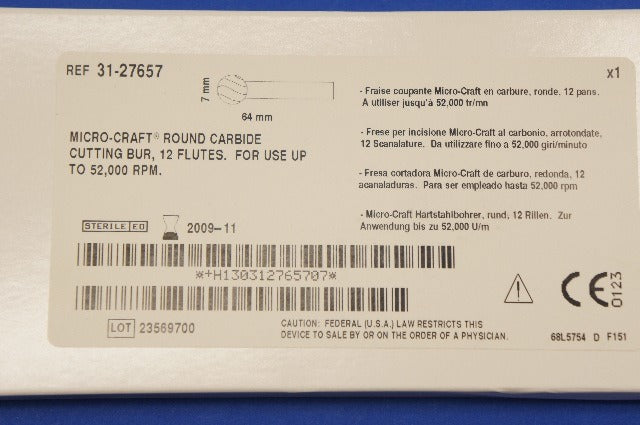 REF 31-27657
x1
7 mm
64 mm
MICRO-CRAFT® ROUND CARBIDE
CUTTING BUR, 12 FLUTES. FOR USE UP
TO 52,000 RPM.
- Fraise coupante Micro-Craft en carbure, ronde, 12 pans.
A utiliser jusqu'à 52,000 tr/mn
- Frese per incisione Micro-Craft al carbonio, arrotondate,
12 Scanalature. Da utilizzare fino a 52,000 giri/minuto
- Fresa cortadora Micro-Craft de carburo, redonda, 12
acanaladuras. Para ser empleado hasta 52,000 rpm
- Micro-Craft Hartstahlbohrer, rund, 12 Rillen. Zur
Anwendung bis zu 52,000 U/m
STERILE EO
2009-11
*+H130312765707*
LOT 23569700
CAUTION: FEDERAL (U.S.A.) LAW RESTRICTS THIS
DEVICE TO SALE BY OR ON THE ORDER OF A PHYSICIAN.
CE 0123
68L5754 D F151